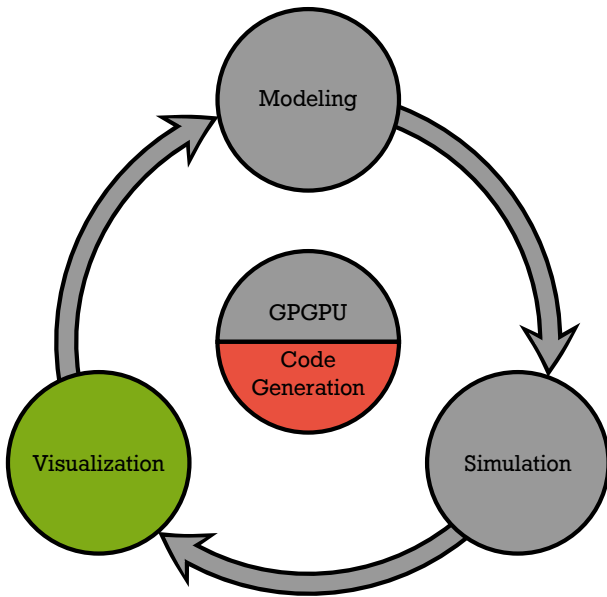 Modeling
GPGPU
Code
Generation
Visualization
Simulation